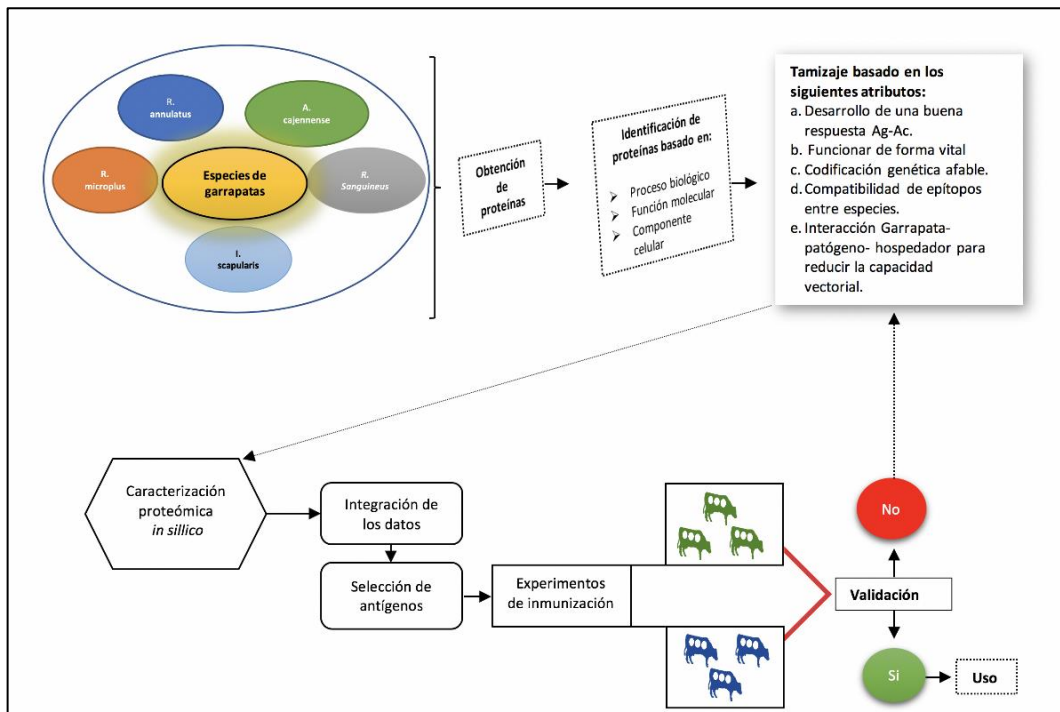 R.
annulatus
A.
cajennense
R.
microplus
Especies de
garrapatas
R.
Sanguineus
I.
scapularis
Obtención
de
proteínas
Identificación de
proteínas basado en:
Proceso biológico
Función molecular
Componente
celular
Tamizaje basado en los
siguientes atributos:
a. Desarrollo de una buena
respuesta Ag-Ac.
b. Funcionar de forma vital
c. Codificación genética afable.
d. Compatibilidad de epítopos
entre especies.
e. Interacción Garrapata-
patógeno- hospedador para
reducir la capacidad
vectorial.
Caracterización
proteómica
in sillico
Integración de
los datos
Selección de
antígenos
Experimentos
de inmunización
No
Validación
Si
Uso